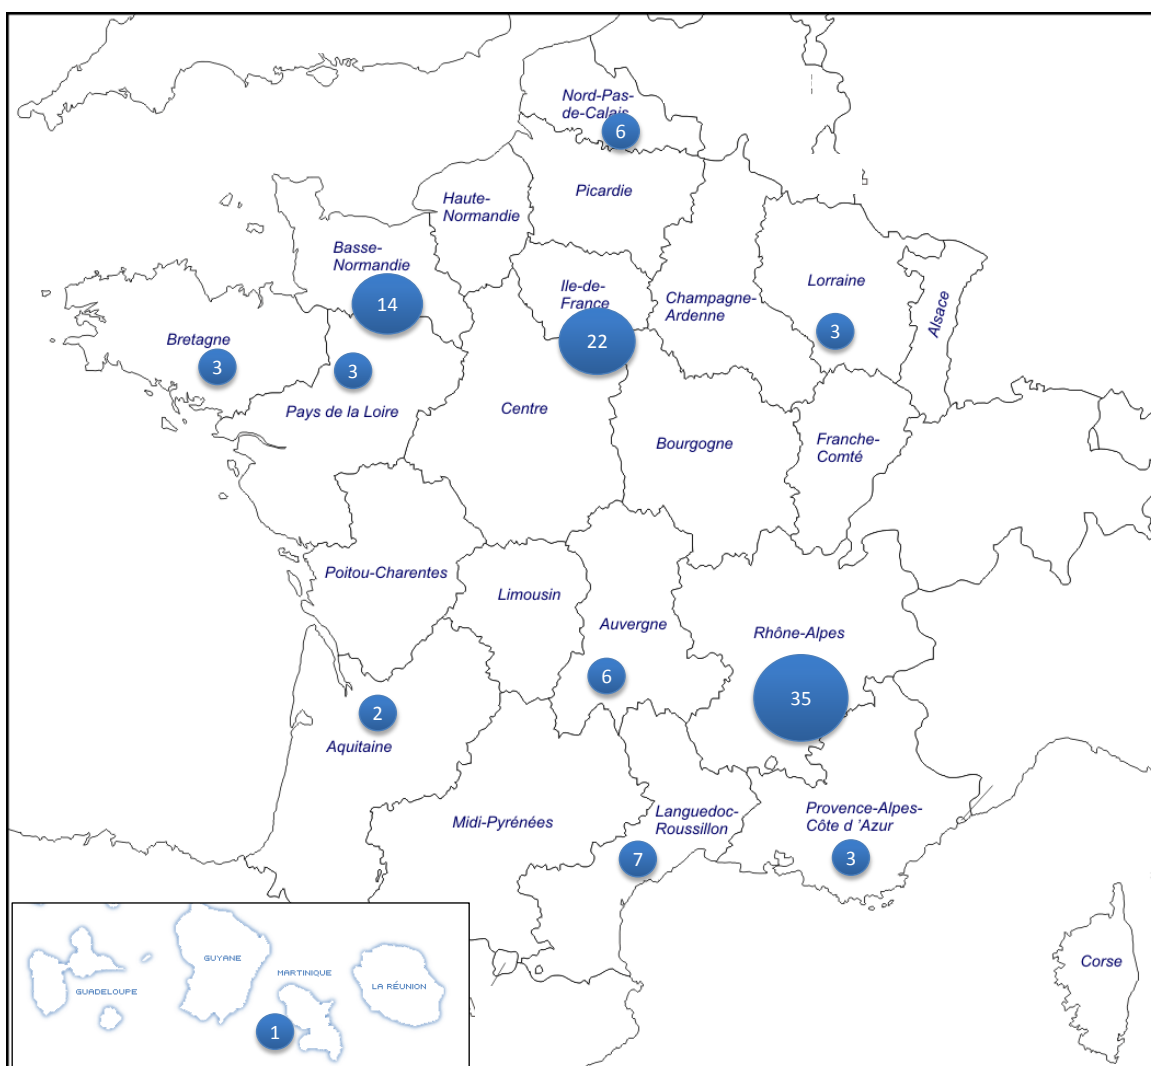 Nord-Pas-
de-Calais
6
Picardie
Haute-
Normandie
Basse-
Normandie
14
Ile-de-
France
22
Champagne-
Ardenne
Lorraine
3
Alsace
Bretagne
3
3
Pays de la Loire
Centre
Bourgogne
Franche-
Comté
Poitou-Charentes
Limousin
Auvergne
6
Rhône-Alpes
35
2
Aquitaine
Midi-Pyrénées
Languedoc-
Roussillon
7
Provence-Alpes-
Côte d 'Azur
3
Corse
GUADELOUPE
GUYANE
MARTINIQUE
1
LA RÉUNION